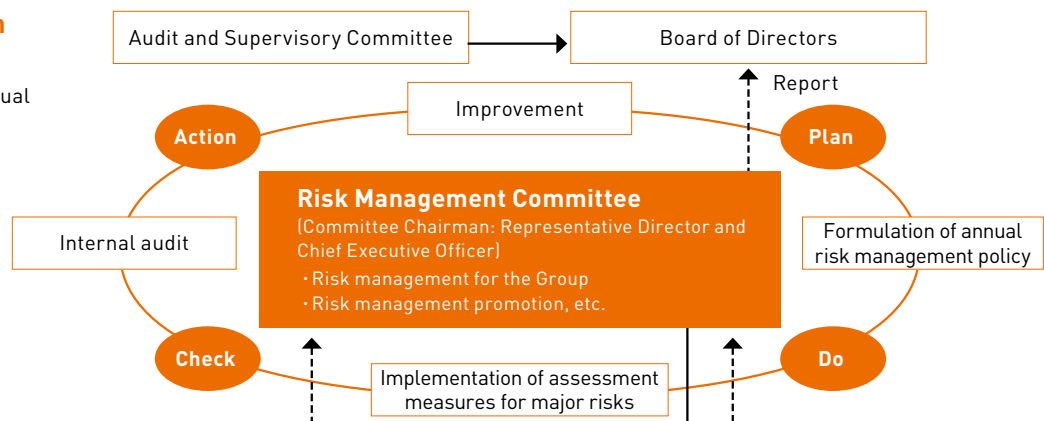 n
ual
Audit and Supervisory Committee
Board of Directors
Report
Improvement
Action
Plan
Risk Management Committee
(Committee Chairman: Representative Director and
Chief Executive Officer)
・Risk management for the Group
・Risk management promotion, etc.
Internal audit
Formulation of annual
risk management policy
Check
Do
Implementation of assessment
measures for major risks